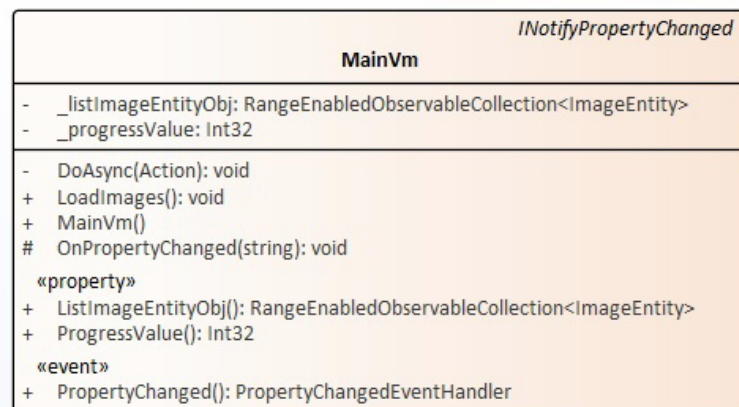 INotifyPropertyChanged
MainVm
- _listImageEntityObj: RangeEnabledObservableCollection<ImageEntity>
- _progressValue: Int32
- DoAsync(Action): void
+ LoadImages(): void
+ MainVm()
# OnPropertyChanged(string): void
«property»
+ ListImageEntityObj(): RangeEnabledObservableCollection<ImageEntity>
+ ProgressValue(): Int32
«event»
+ PropertyChanged(): PropertyChangedEventHandler